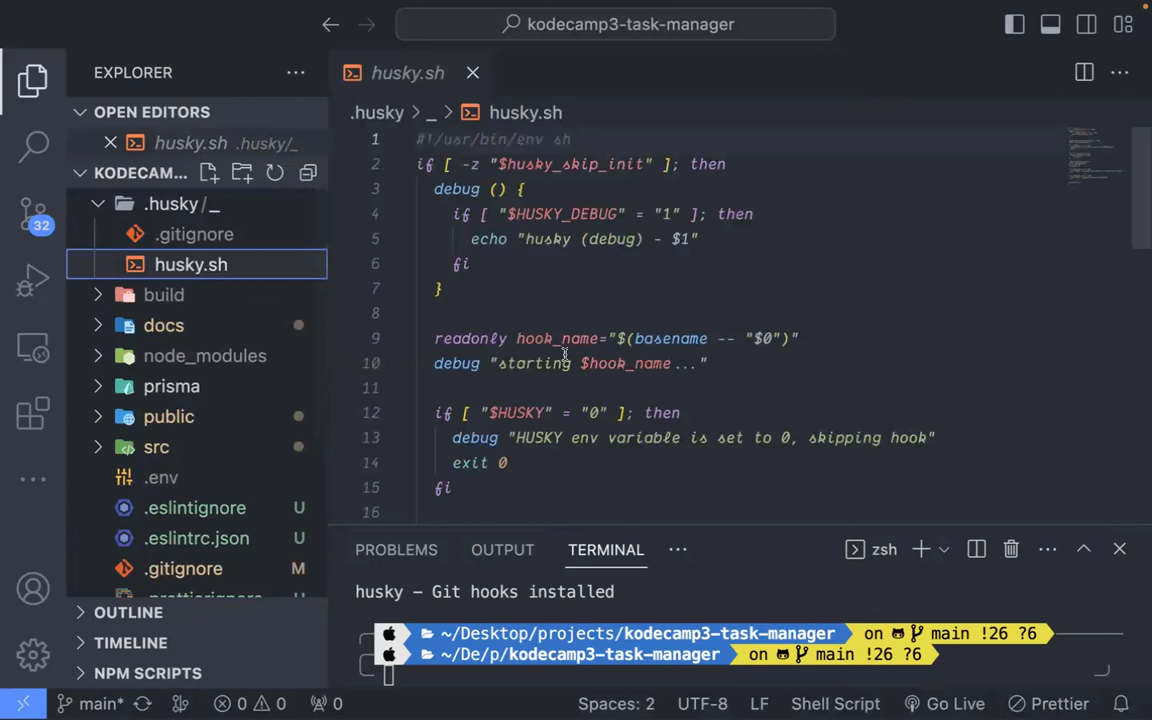 kodecamp3-task-manager
EXPLORER
OPEN EDITORS
husky.sh .husky/_
KODECAM...
.husky / _
.gitignore
husky.sh
build
docs
node_modules
prisma
public
src
.env
.eslintignore U
.eslintrc.json U
.gitignore M
OUTLINE
TIMELINE
NPM SCRIPTS
32
husky.sh
.husky > _ > husky.sh
1 #!/usr/bin/env sh
2 if [ -z "$husky_skip_init" ]; then
3 debug () {
4 if [ "$HUSKY_DEBUG" = "1" ]; then
5 echo "husky (debug) - $1"
6 fi
7 }
8
9 readonly hook_name="$(basename -- "$0")"
10 debug "starting $hook_name..."
11
12 if [ "$HUSKY" = "0" ]; then
13 debug "HUSKY env variable is set to 0, skipping hook"
14 exit 0
15 fi
16
PROBLEMS OUTPUT TERMINAL zsh
husky - Git hooks installed
~/Desktop/projects/kodecamp3-task-manager on main !26 ?6
~/De/p/kodecamp3-task-manager on main !26 ?6
main* 0 0 0 Spaces: 2 UTF-8 LF Shell Script Go Live Prettier